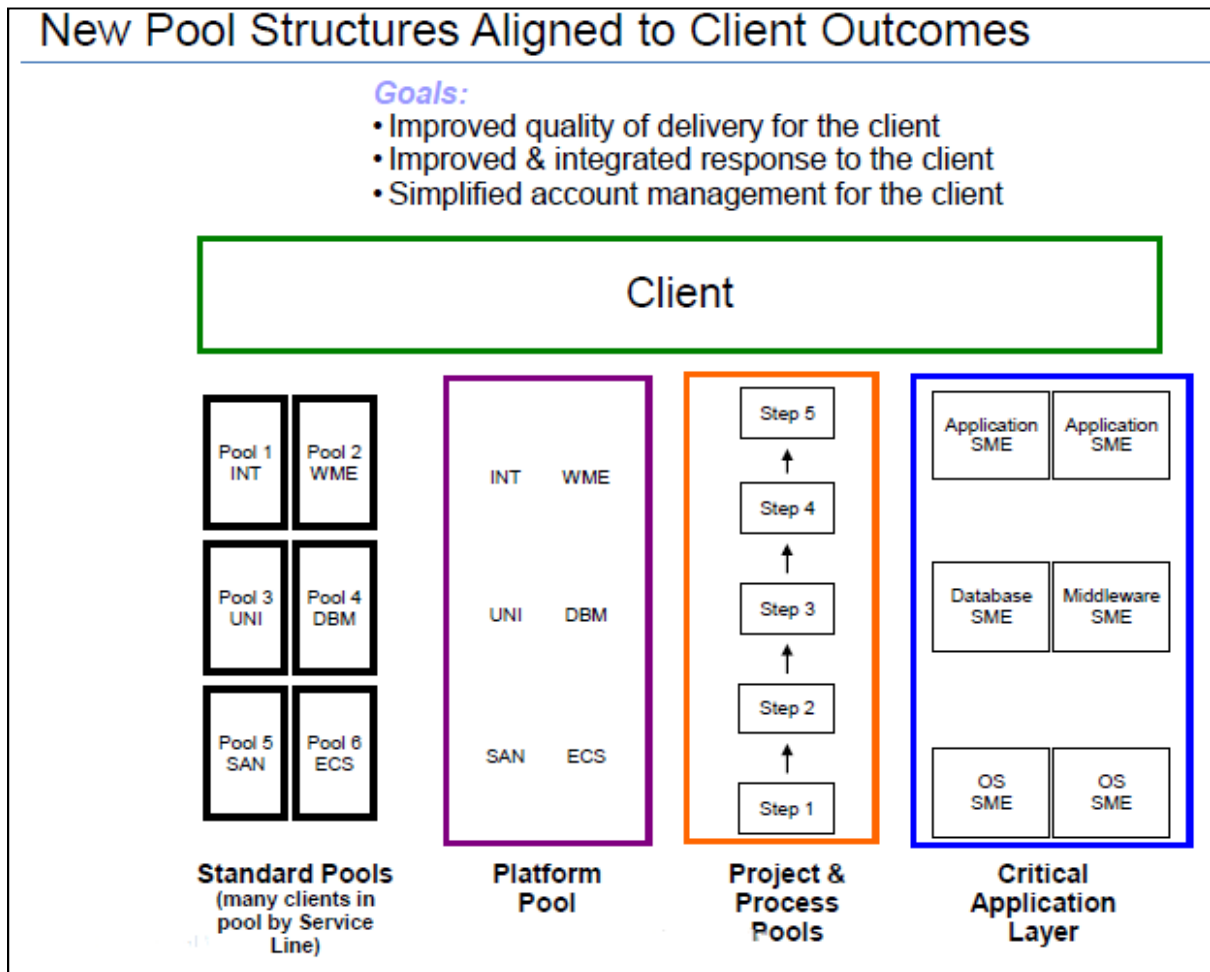 New Pool Structures Aligned to Client Outcomes
Goals:
• Improved quality of delivery for the client
• Improved & integrated response to the client
• Simplified account management for the client
Client
Pool 1
INT
Pool 2
WME
Pool 3
UNI
Pool 4
DBM
Pool 5
SAN
Pool 6
ECS
Standard Pools
(many clients in
pool by Service
Line)
INT WME
UNI DBM
SAN ECS
Platform
Pool
Step 5
Step 4
Step 3
Step 2
Step 1
Project &
Process
Pools
Application
SME
Application
SME
Database
SME
Middleware
SME
OS
SME
OS
SME
Critical
Application
Layer